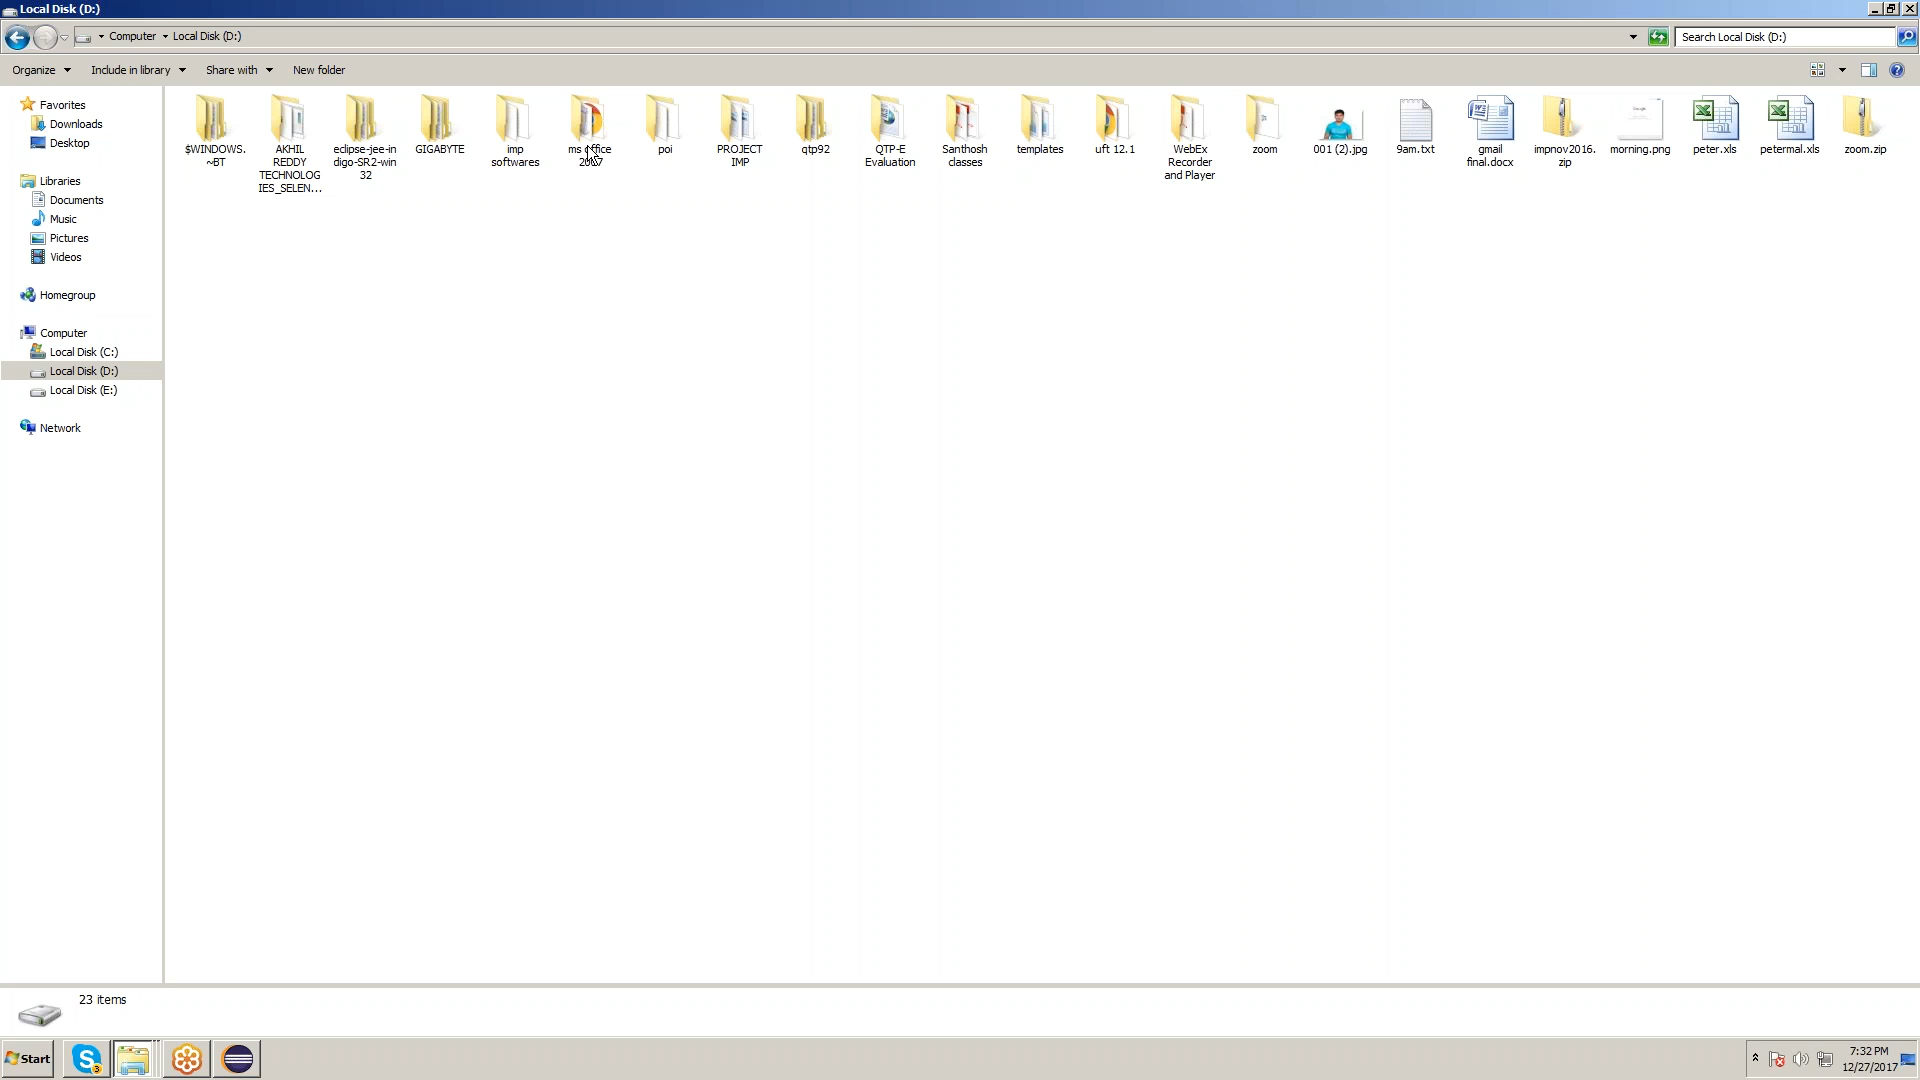 Local Disk (D:)
Computer Local Disk (D:)
Search Local Disk (D:)
Organize Include in library Share with New folder
Favorites
Downloads
Desktop
Libraries
Documents
Music
Pictures
Videos
Homegroup
Computer
Local Disk (C:)
Local Disk (D:)
Local Disk (E:)
Network
$WINDOWS.
~BT
AKHIL
REDDY
TECHNOLOG
IES_SELEN...
eclipse-jee-in
digo-SR2-win
32
GIGABYTE
imp
softwares
ms office
2007
poi
PROJECT
IMP
qtp92
QTP-E
Evaluation
Santhosh
classes
templates
uft 12.1
WebEx
Recorder
and Player
zoom
001 (2).jpg
9am.txt
gmail
final.docx
impnov2016.
zip
morning.png
peter.xls
petermal.xls
zoom.zip
23 items
Start
3
7:32 PM
12/27/2017